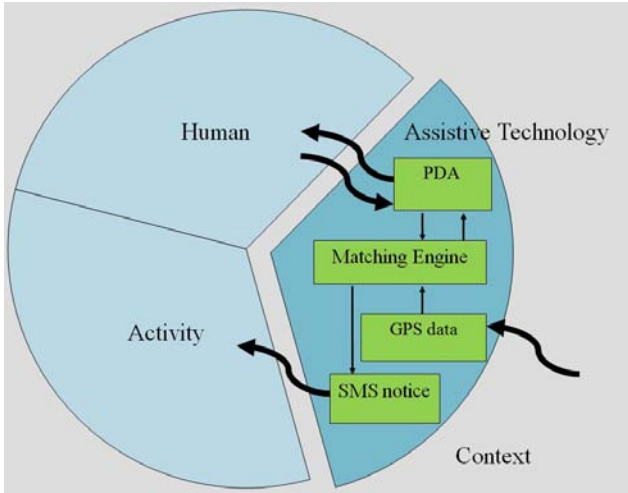 Human
Assistive Technology
PDA
Matching Engine
GPS data
Activity
SMS notice
Context